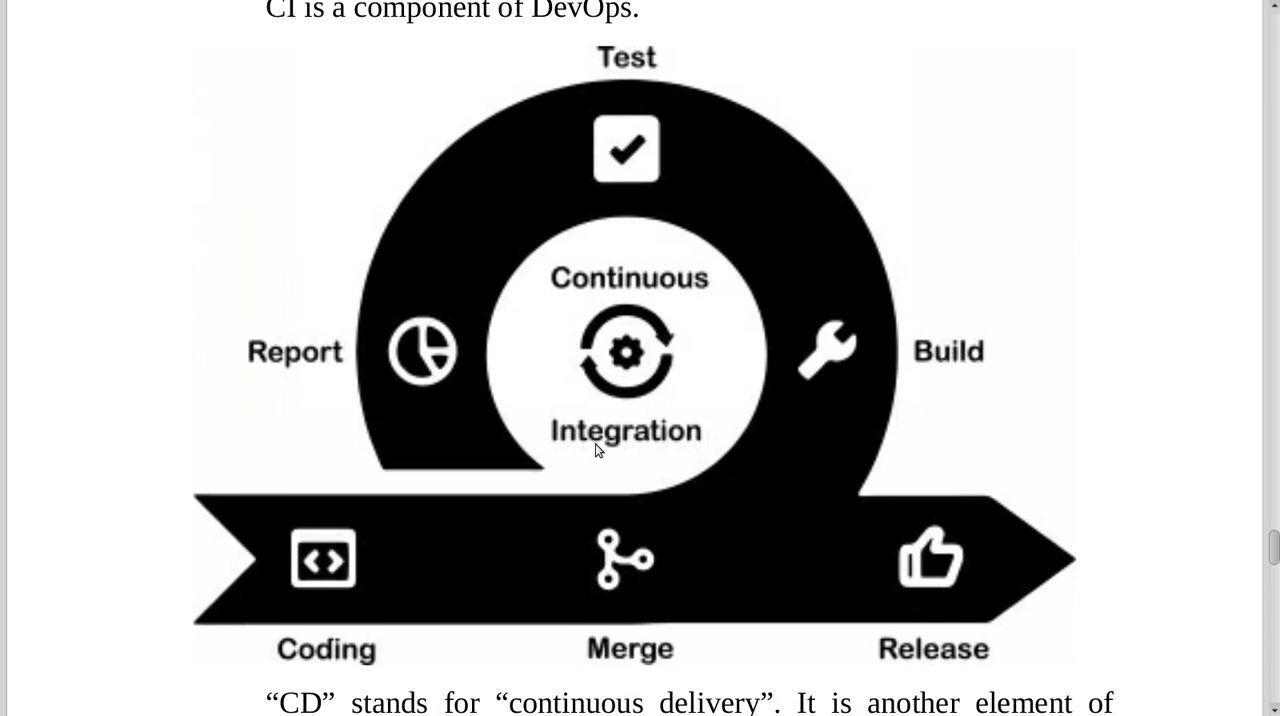 CI is a component of DevOps.
Test
Continuous
Report
Build
Integration
Coding
Merge
Release
“CD” stands for “continuous delivery”. It is another element of